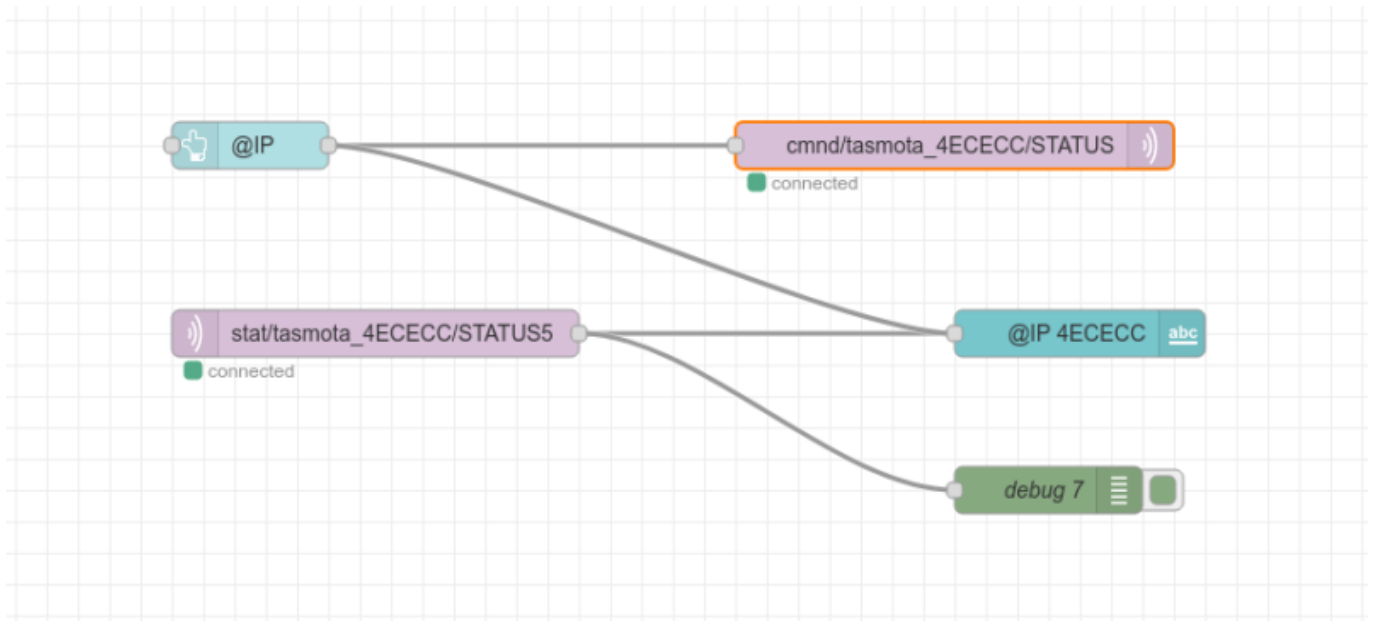 @IP
cmnd/tasmota_4ECECC/STATUS
connected
stat/tasmota_4ECECC/STATUS5
connected
@IP 4ECECC
abc
debug 7